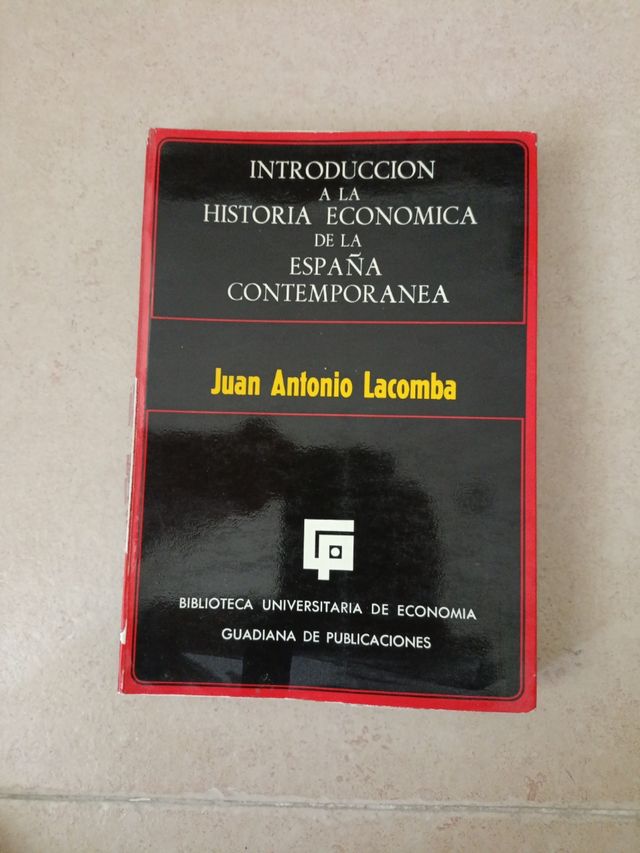 INTRODUCCION
A LA
HISTORIA ECONOMICA
DE LA
ESPAÑA
CONTEMPORANEA
Juan Antonio Lacomba
BIBLIOTECA UNIVERSITARIA DE ECONOMIA
GUADIANA DE PUBLICACIONES